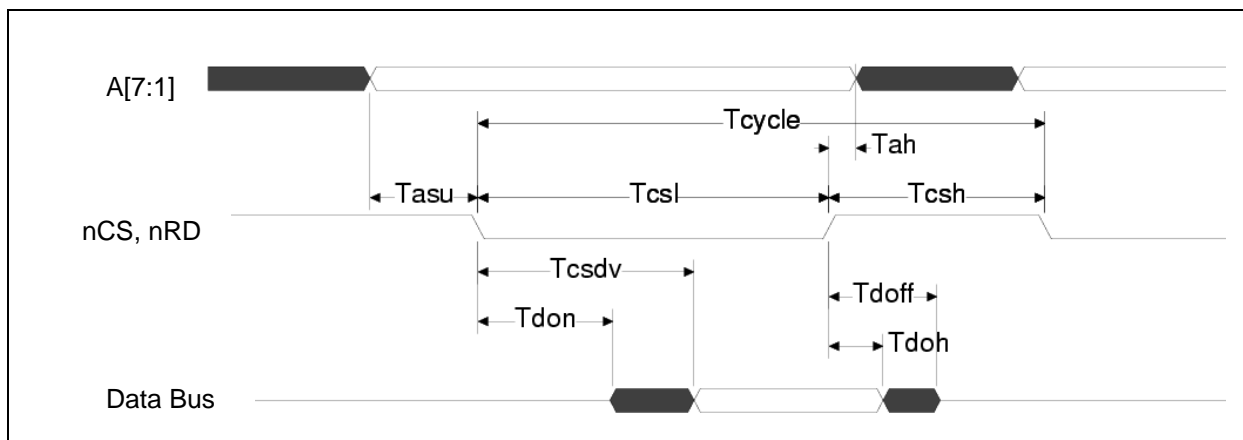 A[7:1]
Tcycle
Tah
Tasu
Tcsl
Tcsh
nCS, nRD
Tcsdv
Tdoff
Tdon
Tdoh
Data Bus